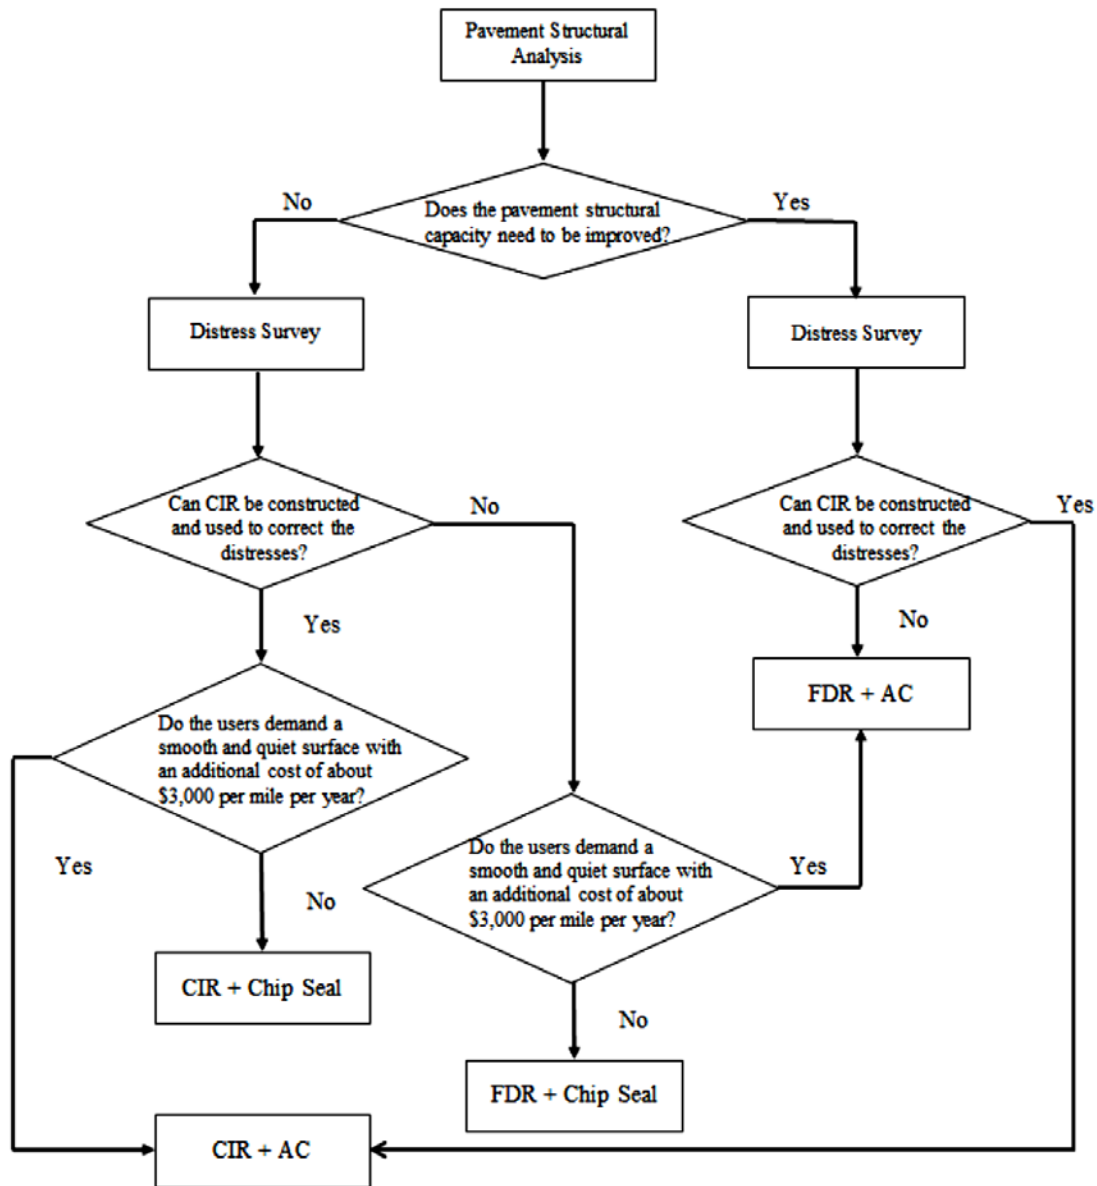 Pavement Structural
Analysis
No
Yes
Does the pavement structural
capacity need to be improved?
Distress Survey
Distress Survey
Can CIR be constructed
and used to correct the
distresses?
No
Can CIR be constructed
and used to correct the
distresses?
Yes
Yes
No
FDR + AC
Do the users demand a
smooth and quiet surface with
an additional cost of about
$3,000 per mile per year?
Yes
No
Do the users demand a
smooth and quiet surface with
an additional cost of about
$3,000 per mile per year?
Yes
CIR + Chip Seal
No
FDR + Chip Seal
CIR + AC